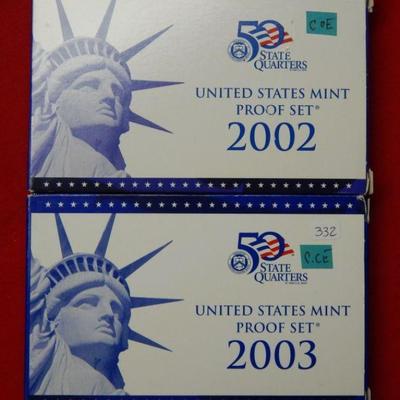 50
C OE
STATE
QUARTERS
UNITED STATES MINT
PROOF SET®
2002
332
50
C.CE
STATE
QUARTERS
UNITED STATES MINT
PROOF SET®
2003